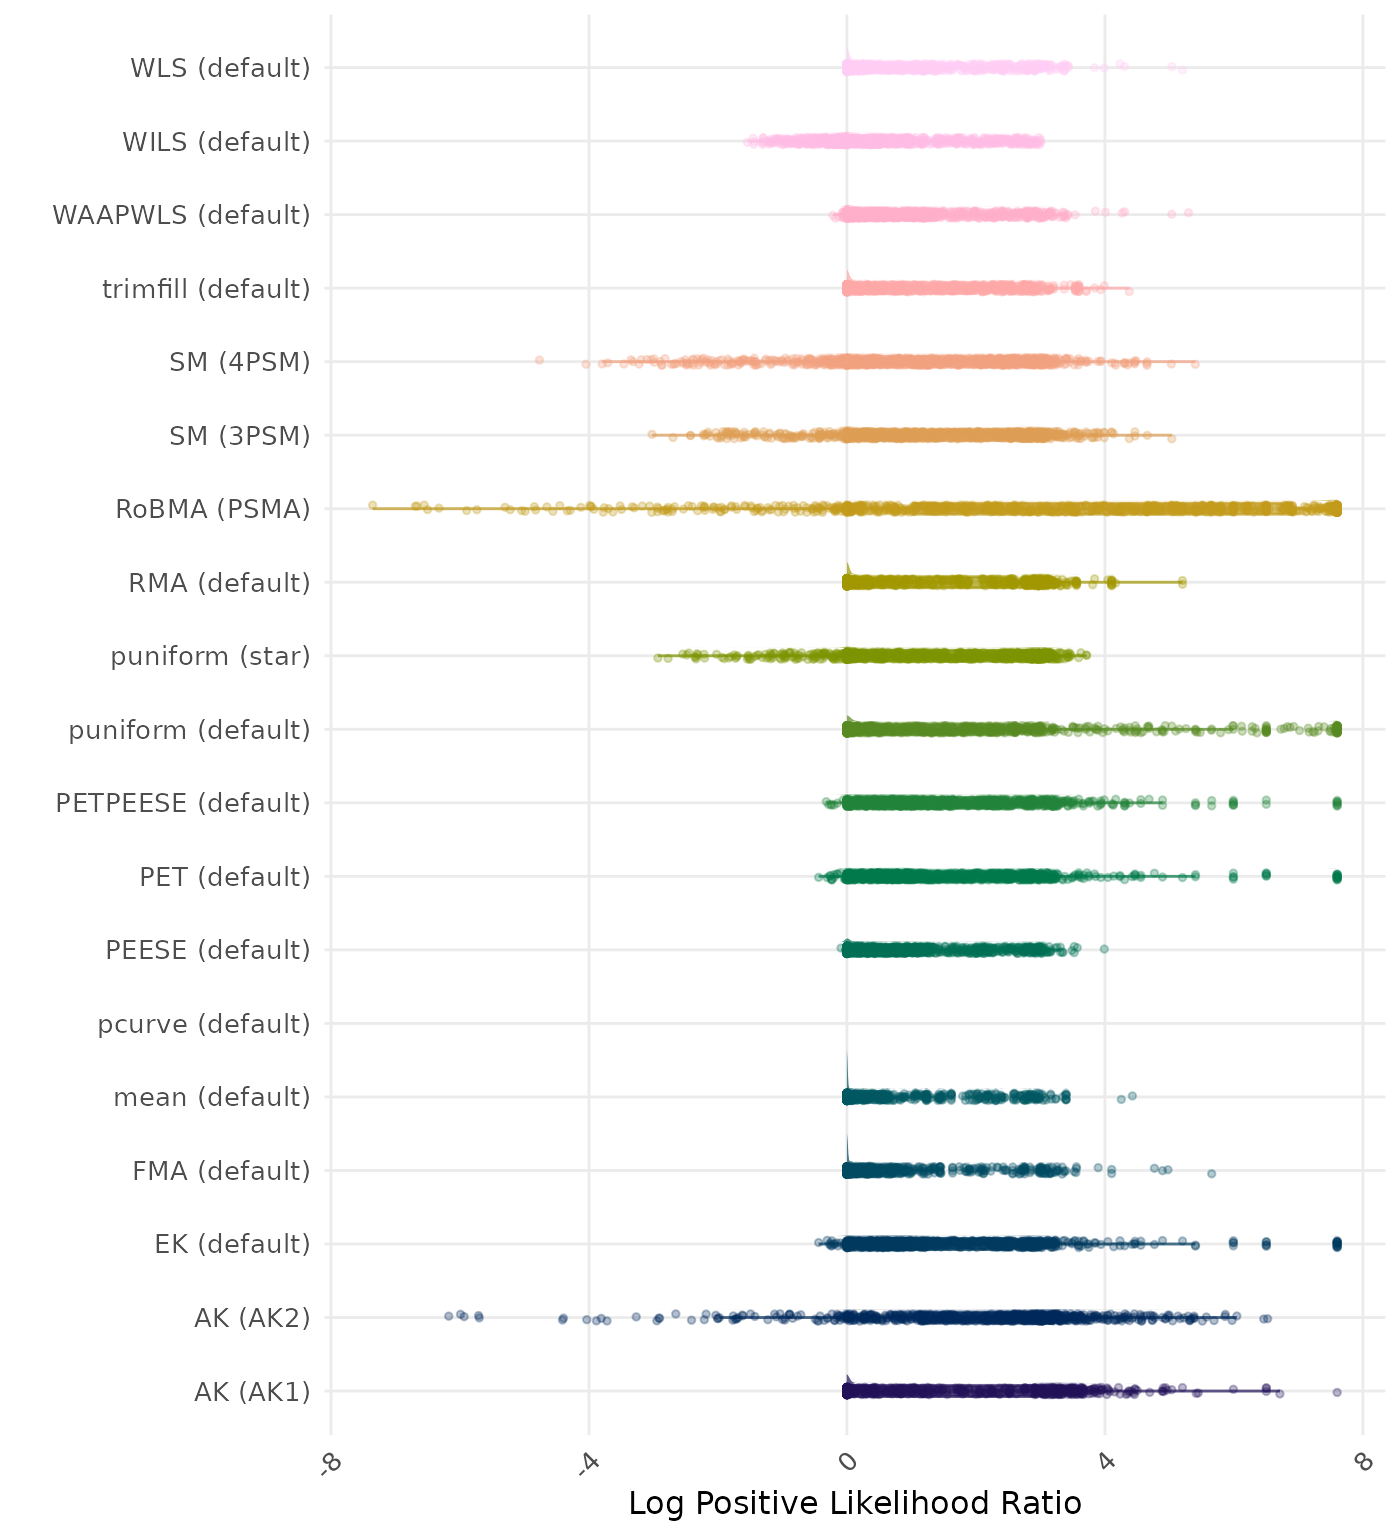 WLS (default)
WILS (default)
WAAPWLS (default)
trimfill (default)
SM (4PSM)
SM (3PSM)
RoBMA (PSMA)
RMA (default)
puniform (star)
puniform (default)
PETPEESE (default)
PET (default)
PEESE (default)
pcurve (default)
mean (default)
FMA (default)
EK (default)
AK (AK2)
AK (AK1)
-8 -4 0 4 8
Log Positive Likelihood Ratio